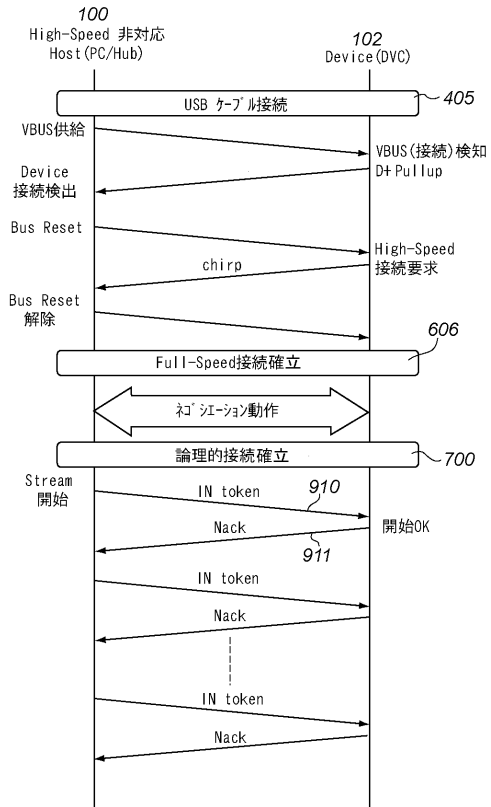 100
High-Speed 非対応
Host(PC/Hub)
102
Device(DVC)
USB ケーブル接続
405
VBUS供給
VBUS(接続)検知
D+Pullup
Device
接続検出
Bus Reset
High-Speed
接続要求
chirp
Bus Reset
解除
Full-Speed接続確立
606
ネゴシエーション動作
論理的接続確立
700
Stream
開始
IN token
910
開始OK
Nack
911
IN token
Nack
IN token
Nack